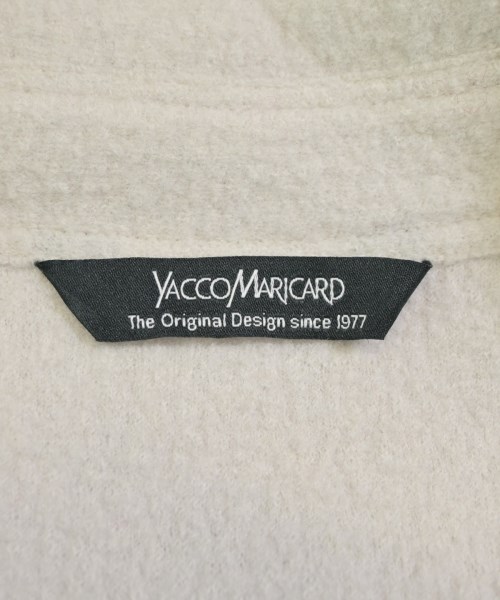 YACCOMARICARD
The Original Design since 1977